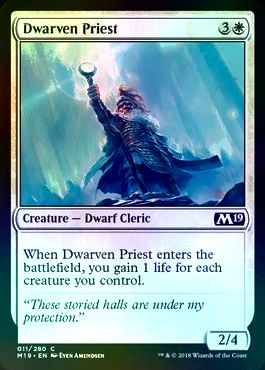 Dwarven Priest 3
Creature — Dwarf Cleric M19
When Dwarven Priest enters the
battlefield, you gain 1 life for each
creature you control.
“These storied halls are under my
protection.”
2/4
011/280 C
M19 • EN Even Amundsen ™ & © 2018 Wizards of the Coast